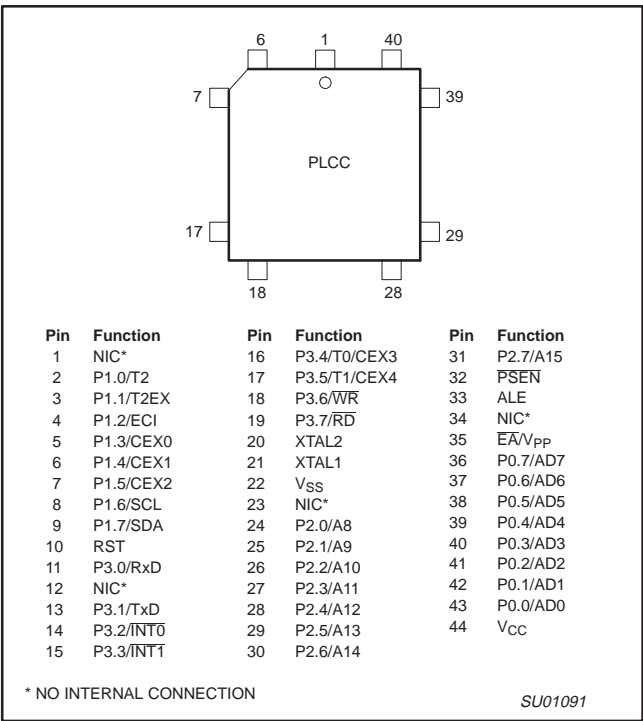 6 1 40
7 39
PLCC
17 29
18 28
Pin Function Pin Function Pin Function
1 NIC* 16 P3.4/T0/CEX3 31 P2.7/A15
2 P1.0/T2 17 P3.5/T1/CEX4 32 P̅S̅E̅N̅
3 P1.1/T2EX 18 P3.6/W̅R̅ 33 ALE
4 P1.2/ECI 19 P3.7/R̅D̅ 34 NIC*
5 P1.3/CEX0 20 XTAL2 35 E̅A̅/VPP
6 P1.4/CEX1 21 XTAL1 36 P0.7/AD7
7 P1.5/CEX2 22 VSS 37 P0.6/AD6
8 P1.6/SCL 23 NIC* 38 P0.5/AD5
9 P1.7/SDA 24 P2.0/A8 39 P0.4/AD4
10 RST 25 P2.1/A9 40 P0.3/AD3
11 P3.0/RxD 26 P2.2/A10 41 P0.2/AD2
12 NIC* 27 P2.3/A11 42 P0.1/AD1
13 P3.1/TxD 28 P2.4/A12 43 P0.0/AD0
14 P3.2/I̅N̅T̅0̅ 29 P2.5/A13 44 VCC
15 P3.3/I̅N̅T̅1̅ 30 P2.6/A14
* NO INTERNAL CONNECTION
SU01091